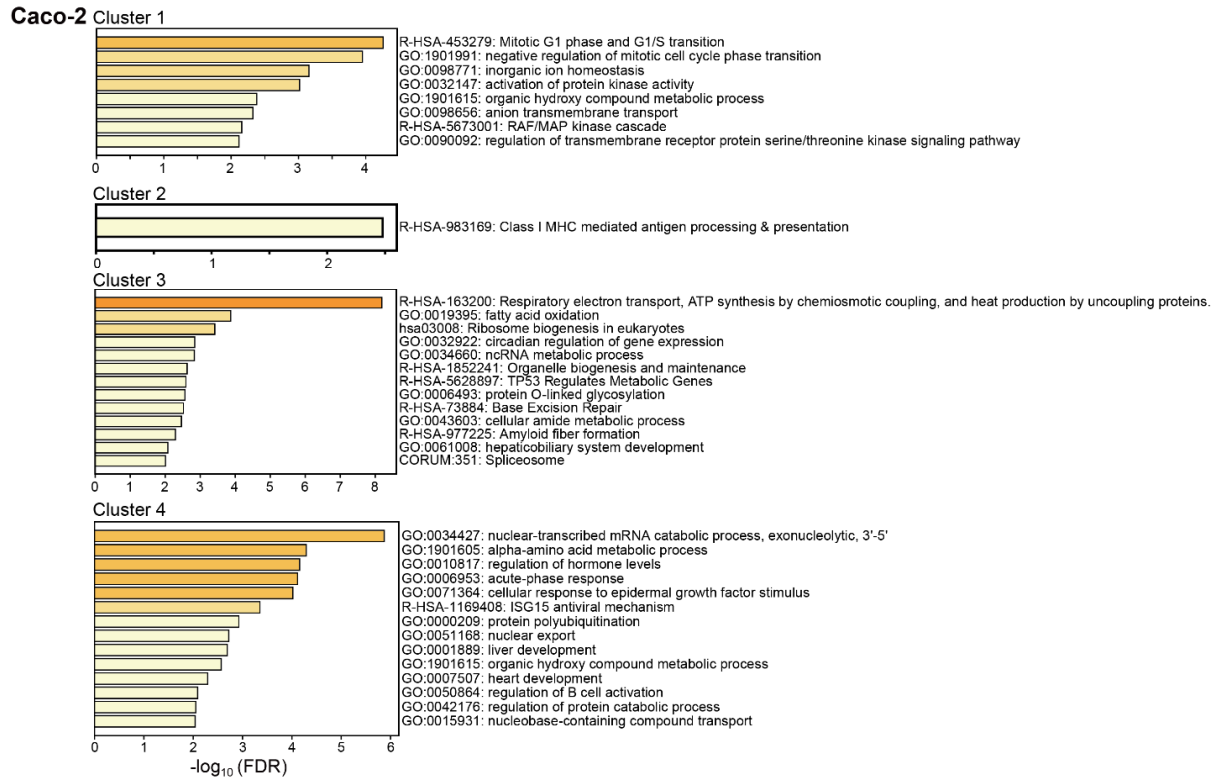 Caco-2 Cluster 1
R-HSA-453279: Mitotic G1 phase and G1/S transition
GO:1901991: negative regulation of mitotic cell cycle phase transition
GO:0098771: inorganic ion homeostasis
GO:0032147: activation of protein kinase activity
GO:1901615: organic hydroxy compound metabolic process
GO:0098656: anion transmembrane transport
R-HSA-5673001: RAF/MAP kinase cascade
GO:0090092: regulation of transmembrane receptor protein serine/threonine kinase signaling pathway
0 1 2 3 4
Cluster 2
R-HSA-983169: Class I MHC mediated antigen processing & presentation
0 1 2
Cluster 3
R-HSA-163200: Respiratory electron transport, ATP synthesis by chemiosmotic coupling, and heat production by uncoupling proteins.
GO:0019395: fatty acid oxidation
hsa03008: Ribosome biogenesis in eukaryotes
GO:0032922: circadian regulation of gene expression
GO:0034660: ncRNA metabolic process
R-HSA-1852241: Organelle biogenesis and maintenance
R-HSA-5628897: TP53 Regulates Metabolic Genes
GO:0006493: protein O-linked glycosylation
R-HSA-73884: Base Excision Repair
GO:0043603: cellular amide metabolic process
R-HSA-977225: Amyloid fiber formation
GO:0061008: hepaticobiliary system development
CORUM:351: Spliceosome
0 1 2 3 4 5 6 7 8
Cluster 4
GO:0034427: nuclear-transcribed mRNA catabolic process, exonucleolytic, 3'-5'
GO:1901605: alpha-amino acid metabolic process
GO:0010817: regulation of hormone levels
GO:0006953: acute-phase response
GO:0071364: cellular response to epidermal growth factor stimulus
R-HSA-1169408: ISG15 antiviral mechanism
GO:0000209: protein polyubiquitination
GO:0051168: nuclear export
GO:0001889: liver development
GO:1901615: organic hydroxy compound metabolic process
GO:0007507: heart development
GO:0050864: regulation of B cell activation
GO:0042176: regulation of protein catabolic process
GO:0015931: nucleobase-containing compound transport
0 1 2 3 4 5 6
-log10 (FDR)